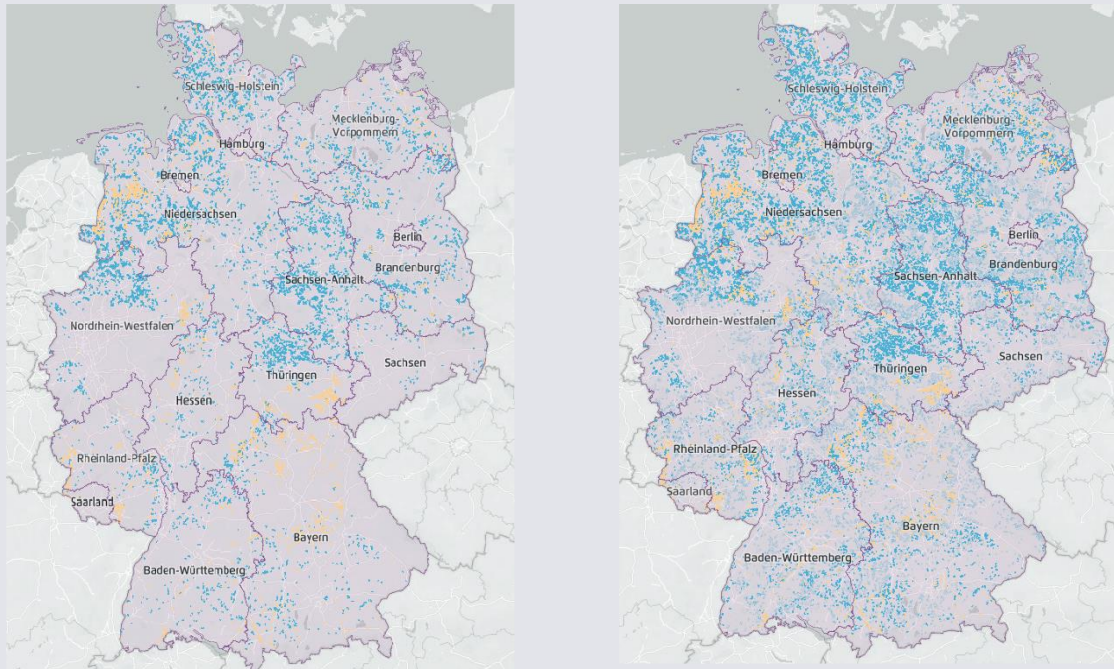 Schleswig-Holstein
Mecklenburg-
Vorpommern
Hamburg
Bremen
Niedersachsen
Berlin
Brandenburg
Sachsen-Anhalt
Nordrhein-Westfalen
Sachsen
Thüringen
Hessen
Rheinland-Pfalz
Saarland
Bayern
Baden-Württemberg
Schleswig-Holstein
Mecklenburg-
Vorpommern
Hamburg
Bremen
Niedersachsen
Berlin
Brandenburg
Sachsen-Anhalt
Nordrhein-Westfalen
Sachsen
Thüringen
Hessen
Rheinland-Pfalz
Saarland
Bayern
Baden-Württemberg